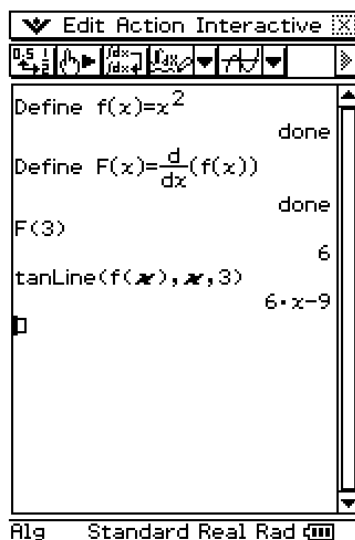 Edit Action Interactive
Define f(x)=x²
done
Define F(x)=d/dx(f(x))
done
F(3)
6
tanLine(f(x),x,3)
6·x-9
Alg Standard Real Rad